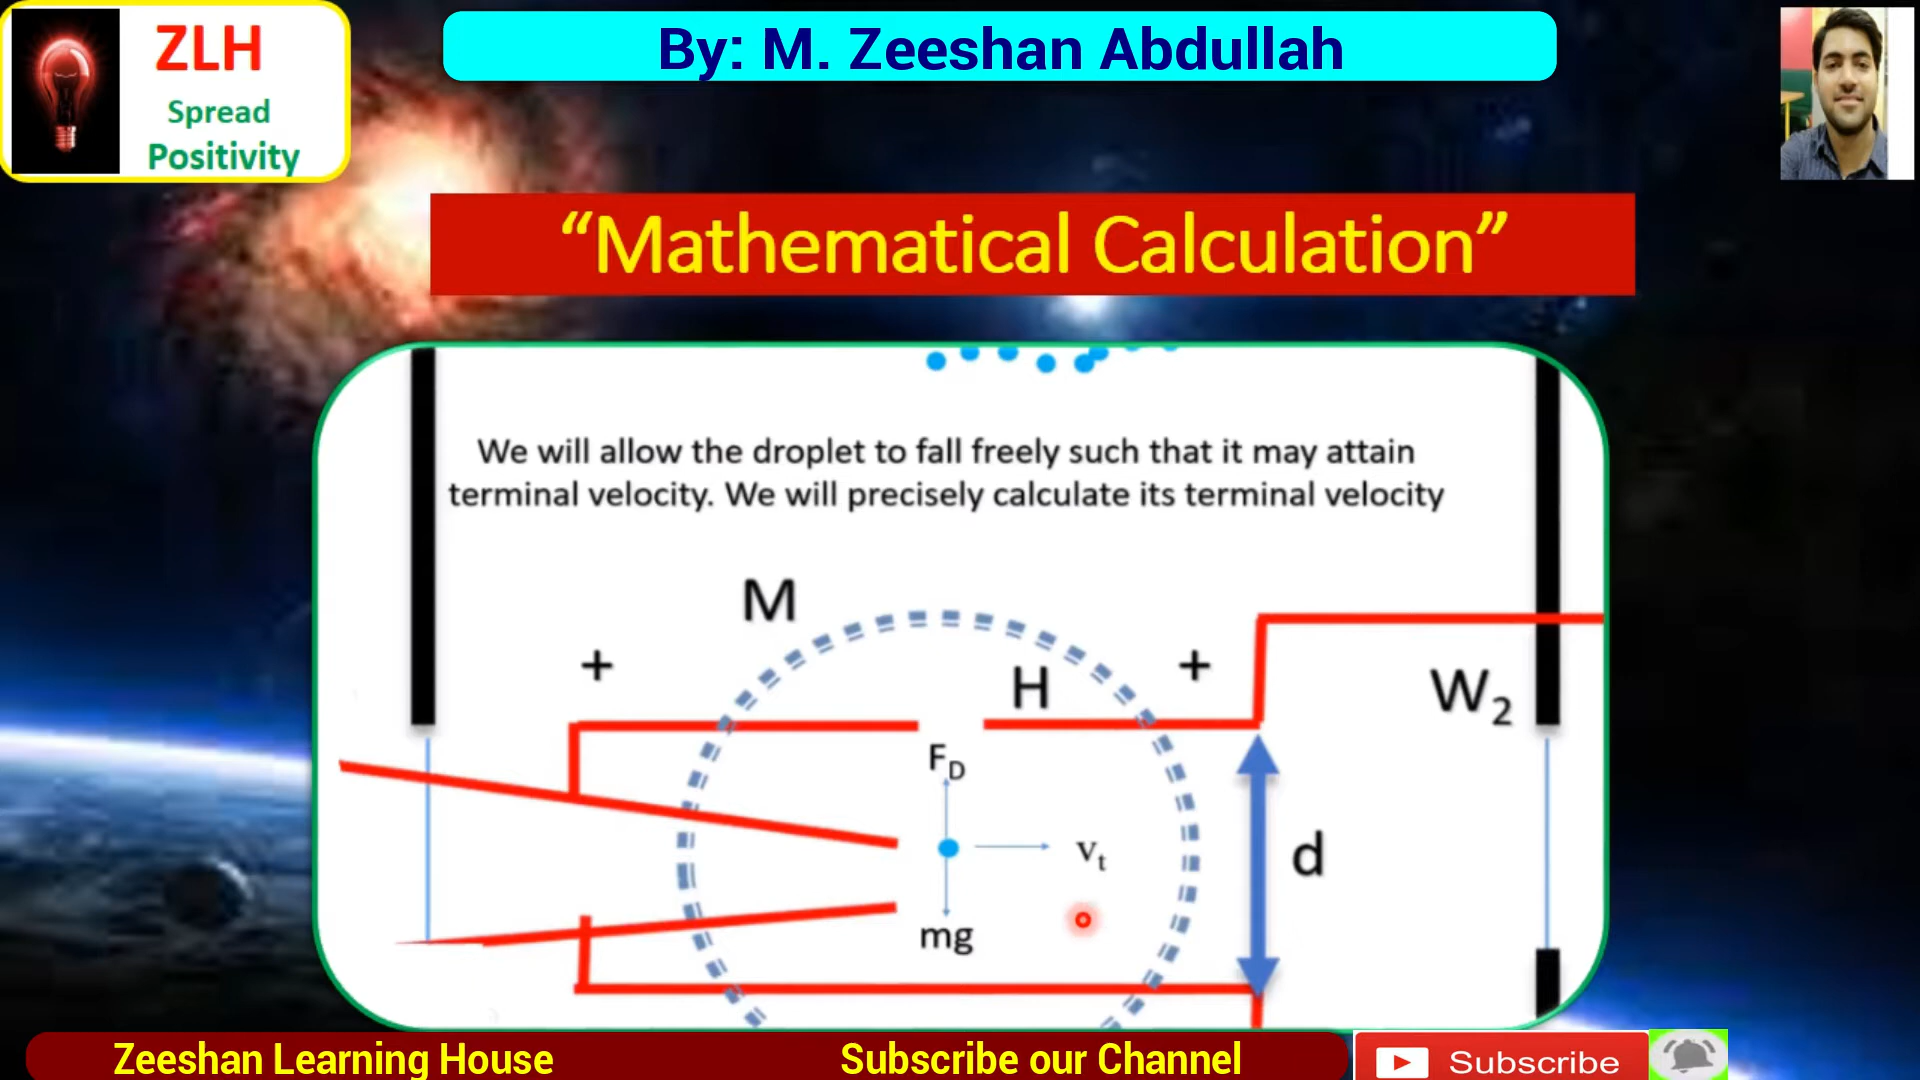 ZLH
Spread
Positivity
By: M. Zeeshan Abdullah
“Mathematical Calculation”
We will allow the droplet to fall freely such that it may attain
terminal velocity. We will precisely calculate its terminal velocity
M
+
H
+
W₂
F_D
v_t
d
mg
Zeeshan Learning House
Subscribe our Channel
Subscribe